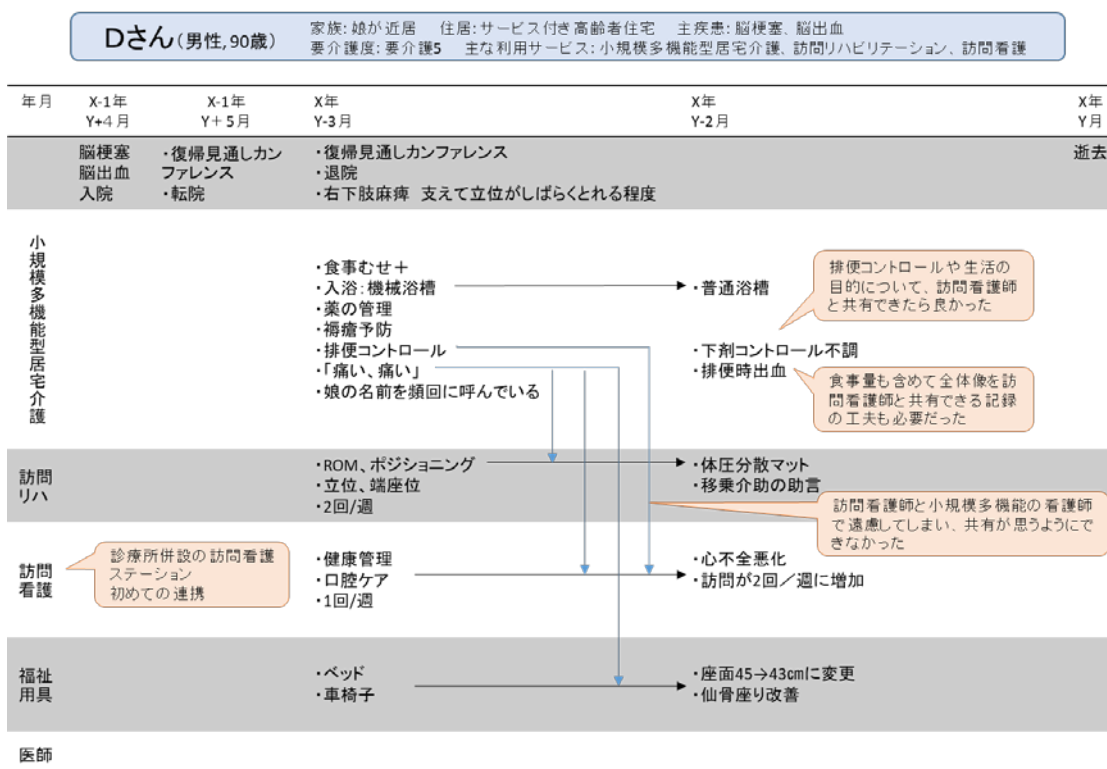 Dさん(男性,90歳)
家族:娘が近居　住居:サービス付き高齢者住宅　主疾患:脳梗塞、脳出血
要介護度:要介護5　主な利用サービス:小規模多機能型居宅介護、訪問リハビリテーション、訪問看護
年月
X-1年
Y+4月
X-1年
Y+5月
X年
Y-3月
X年
Y-2月
X年
Y月
脳梗塞
脳出血
入院
・復帰見通しカン
ファレンス
・転院
・復帰見通しカンファレンス
・退院
・右下肢麻痺　支えて立位がしばらくとれる程度
逝去
小規模多機能型居宅介護
・食事むせ+
・入浴:機械浴槽
・薬の管理
・褥瘡予防
・排便コントロール
・「痛い、痛い」
・娘の名前を頻回に呼んでいる
・普通浴槽
・下剤コントロール不調
・排便時出血
排便コントロールや生活の
目的について、訪問看護師
と共有できたら良かった
食事量も含めて全体像を訪
問看護師と共有できる記録
の工夫も必要だった
訪問
リハ
・ROM、ポジショニング
・立位、端座位
・2回/週
・体圧分散マット
・移乗介助の助言
訪問看護師と小規模多機能の看護師
で遠慮してしまい、共有が思うようにで
きなかった
訪問
看護
診療所併設の訪問看護
ステーション
初めての連携
・健康管理
・口腔ケア
・1回/週
・心不全悪化
・訪問が2回/週に増加
福祉
用具
・ベッド
・車椅子
・座面45→43㎝に変更
・仙骨座り改善
医師